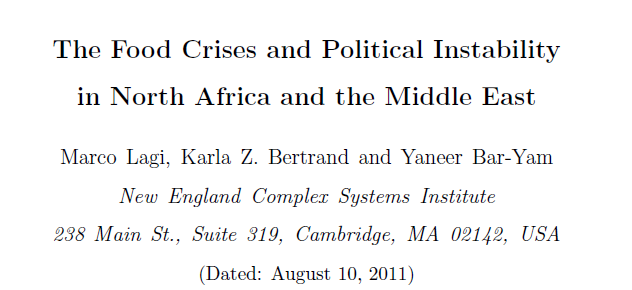 The Food Crises and Political Instability
in North Africa and the Middle East
Marco Lagi, Karla Z. Bertrand and Yaneer Bar-Yam
New England Complex Systems Institute
238 Main St., Suite 319, Cambridge, MA 02142, USA
(Dated: August 10, 2011)